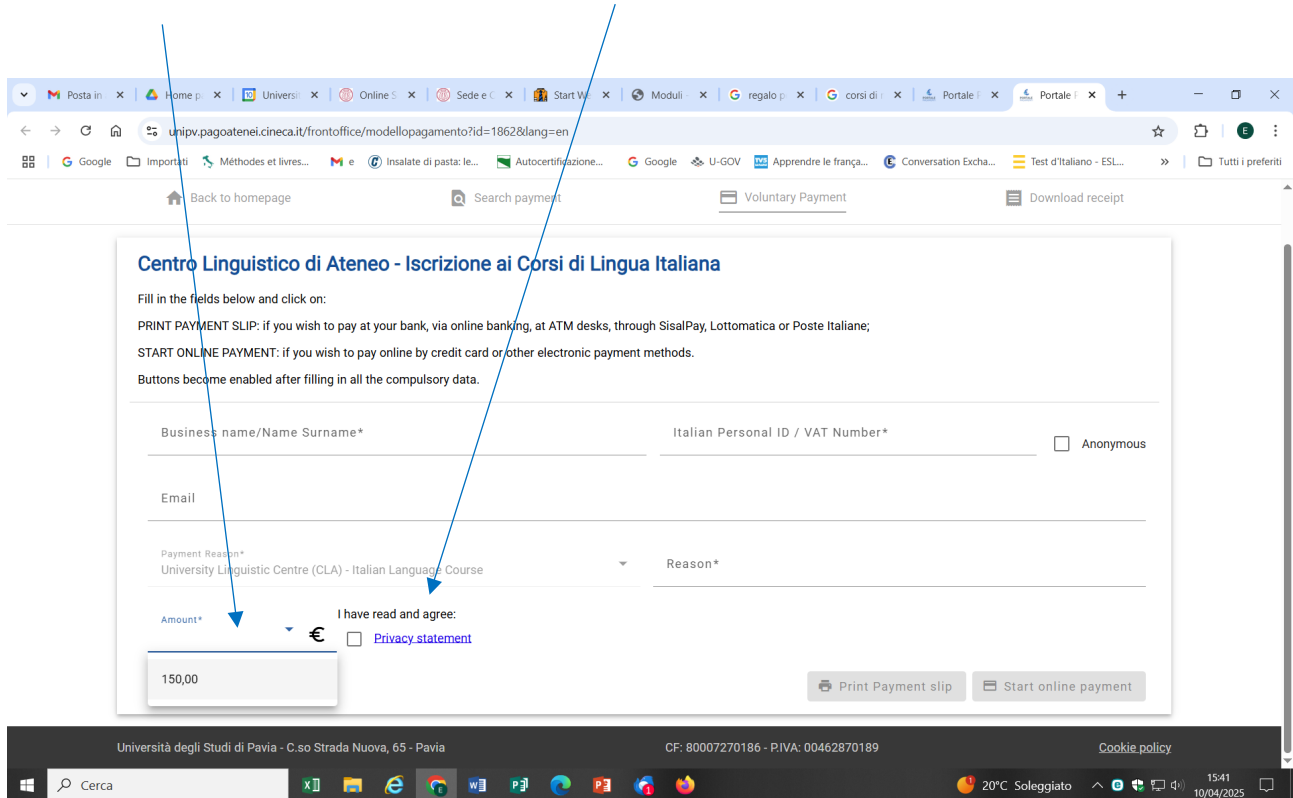 Posta in
Home p
Universi
Online S
Sede e C
Start We
Moduli -
regalo p
corsi di
Portale F
Portale F
unipv.pagoatenei.cineca.it/frontoffice/modellopagamento?id=1862&lang=en
Google
Importati
Méthodes et livres...
M e
Insalate di pasta: le...
Autocertificazione...
Google
U-GOV
Apprendre le frança...
Conversation Excha...
Test d'Italiano - ESL...
Tutti i preferiti
Back to homepage
Search payment
Voluntary Payment
Download receipt
Centro Linguistico di Ateneo - Iscrizione ai Corsi di Lingua Italiana
Fill in the fields below and click on:
PRINT PAYMENT SLIP: if you wish to pay at your bank, via online banking, at ATM desks, through SisalPay, Lottomatica or Poste Italiane;
START ONLINE PAYMENT: if you wish to pay online by credit card or other electronic payment methods.
Buttons become enabled after filling in all the compulsory data.
Business name/Name Surname*
Italian Personal ID / VAT Number*
Anonymous
Email
Payment Reason*
University Linguistic Centre (CLA) - Italian Language Course
Reason*
Amount*
€
I have read and agree:
Privacy statement
150,00
Print Payment slip
Start online payment
Università degli Studi di Pavia - C.so Strada Nuova, 65 - Pavia
CF: 80007270186 - P.IVA: 00462870189
Cookie policy
Cerca
20°C Soleggiato
15:41
10/04/2025